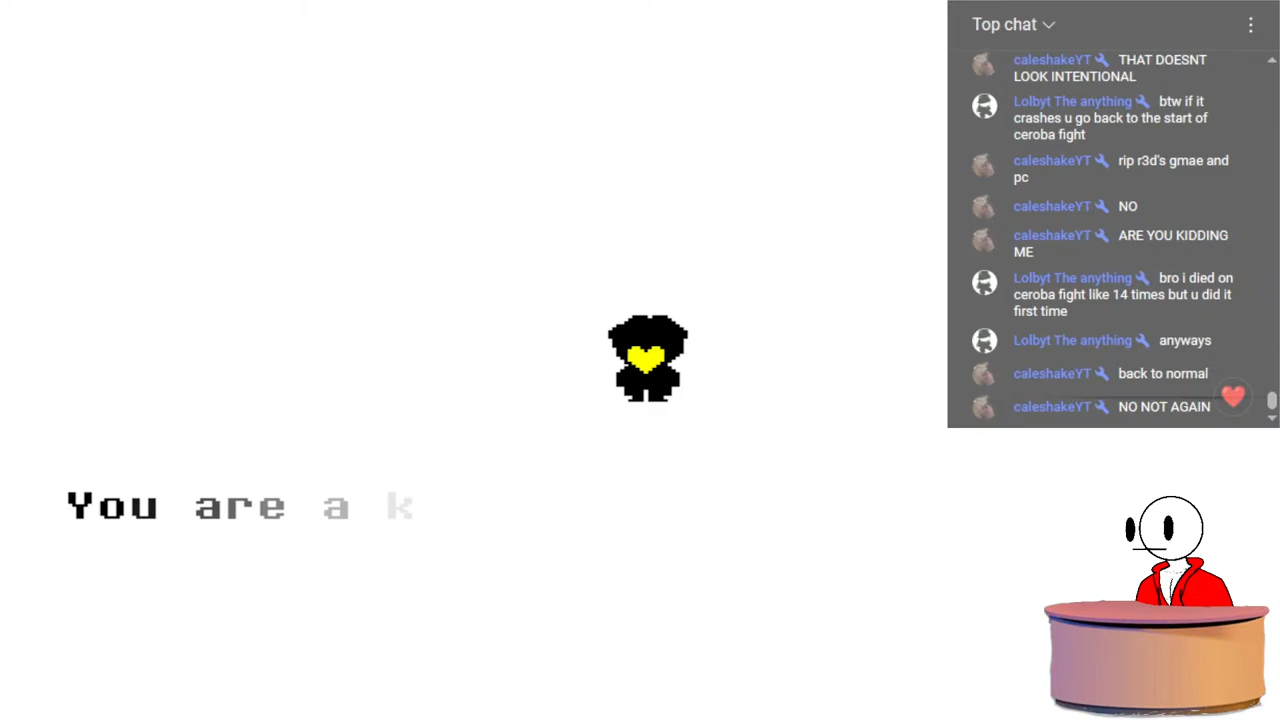 Top chat
caleshakeYT THAT DOESNT
LOOK INTENTIONAL
Lolbyt The anything btw if it
crashes u go back to the start of
ceroba fight
caleshakeYT rip r3d's gmae and
pc
caleshakeYT NO
caleshakeYT ARE YOU KIDDING
ME
Lolbyt The anything bro i died on
ceroba fight like 14 times but u did it
first time
Lolbyt The anything anyways
caleshakeYT back to normal
caleshakeYT NO NOT AGAIN
You are a k